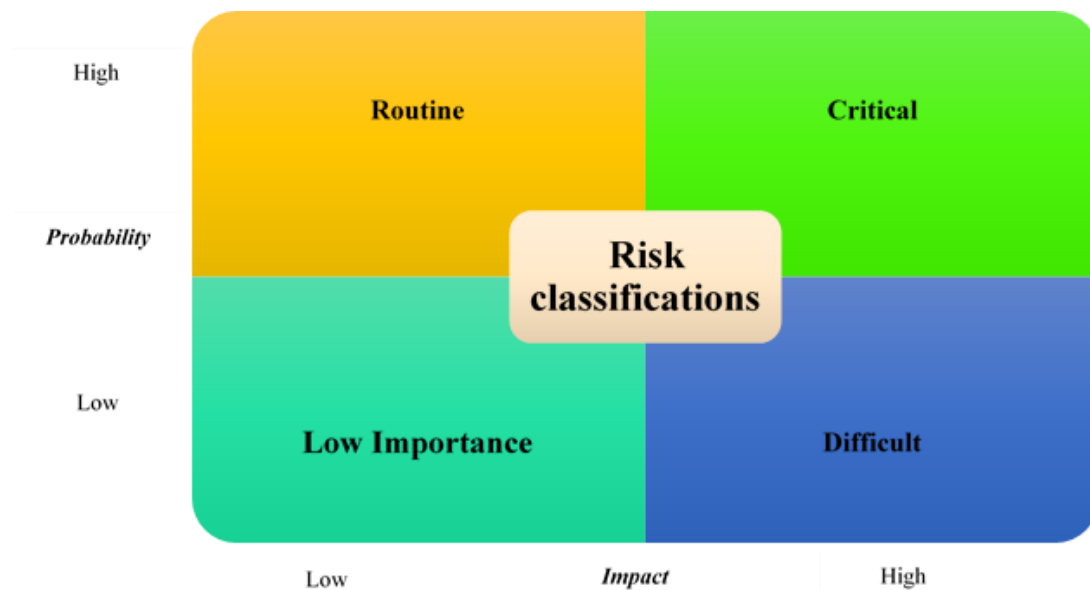 High
Routine
Critical
Probability
Risk
classifications
Low
Low Importance
Difficult
Low
Impact
High